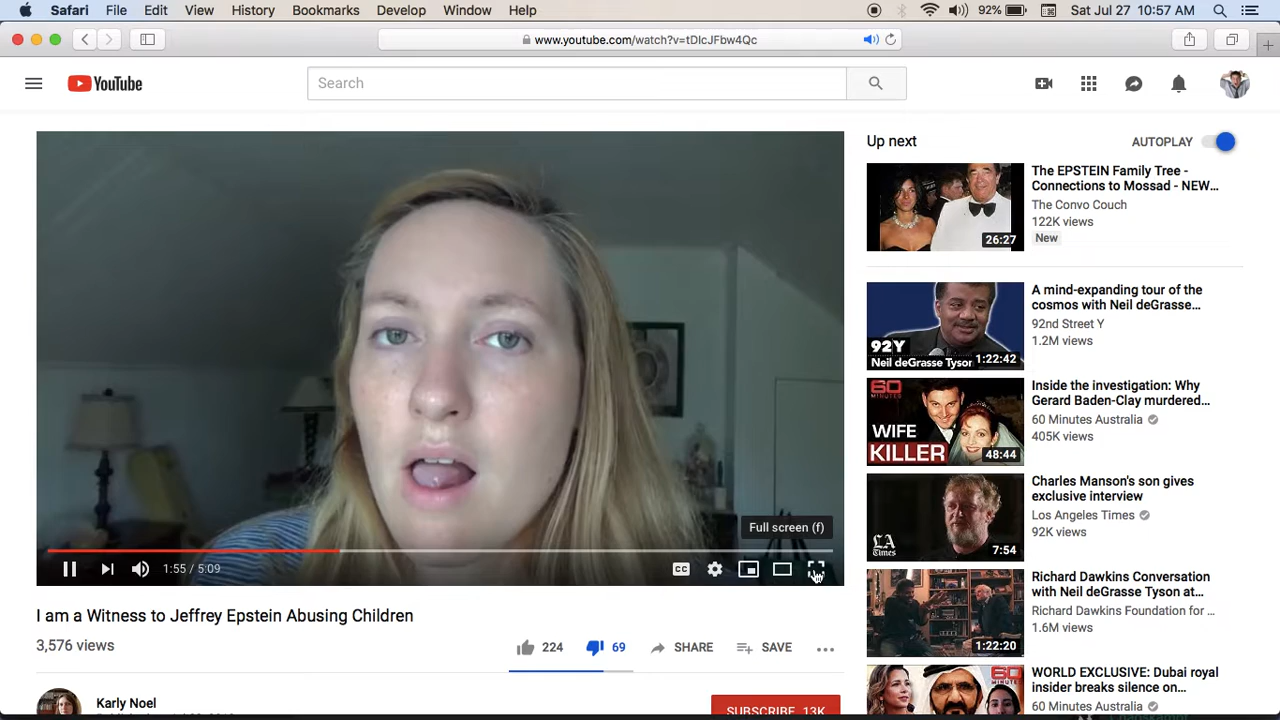 Safari File Edit View History Bookmarks Develop Window Help 92% Sat Jul 27 10:57 AM
www.youtube.com/watch?v=tDIcJFbw4Qc
YouTube
Search
I am a Witness to Jeffrey Epstein Abusing Children
3,576 views
224 69 SHARE SAVE
Karly Noel
SUBSCRIBE 13K
Full screen (f)
1:55 / 5:09
CC
Up next
AUTOPLAY
The EPSTEIN Family Tree -
Connections to Mossad - NEW...
The Convo Couch
122K views
New
26:27
A mind-expanding tour of the
cosmos with Neil deGrasse...
92nd Street Y
1.2M views
92Y
Neil deGrasse Tyson
1:22:42
Inside the investigation: Why
Gerard Baden-Clay murdered...
60 Minutes Australia
405K views
60 MINUTES
WIFE
KILLER
48:44
Charles Manson's son gives
exclusive interview
Los Angeles Times
92K views
LA
Times
7:54
Richard Dawkins Conversation
with Neil deGrasse Tyson at...
Richard Dawkins Foundation for ...
1.6M views
1:22:20
WORLD EXCLUSIVE: Dubai royal
insider breaks silence on...
60 Minutes Australia
60
MINUTES